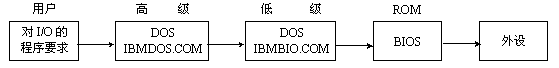 用户 高 级 低 级 ROM
对 I/O 的 DOS DOS
程序要求 IBMDOS.COM IBMBIO.COM BIOS 外设